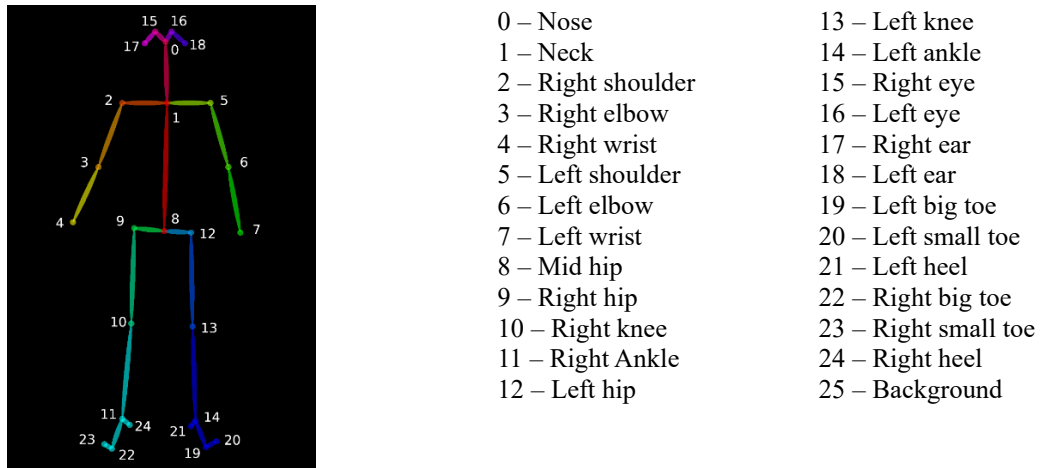 15 16
17 0 18
2 5
1
3 6
4 9 8 12 7
10 13
11 24 14
23 22 21 19 20
0 – Nose
1 – Neck
2 – Right shoulder
3 – Right elbow
4 – Right wrist
5 – Left shoulder
6 – Left elbow
7 – Left wrist
8 – Mid hip
9 – Right hip
10 – Right knee
11 – Right Ankle
12 – Left hip
13 – Left knee
14 – Left ankle
15 – Right eye
16 – Left eye
17 – Right ear
18 – Left ear
19 – Left big toe
20 – Left small toe
21 – Left heel
22 – Right big toe
23 – Right small toe
24 – Right heel
25 – Background